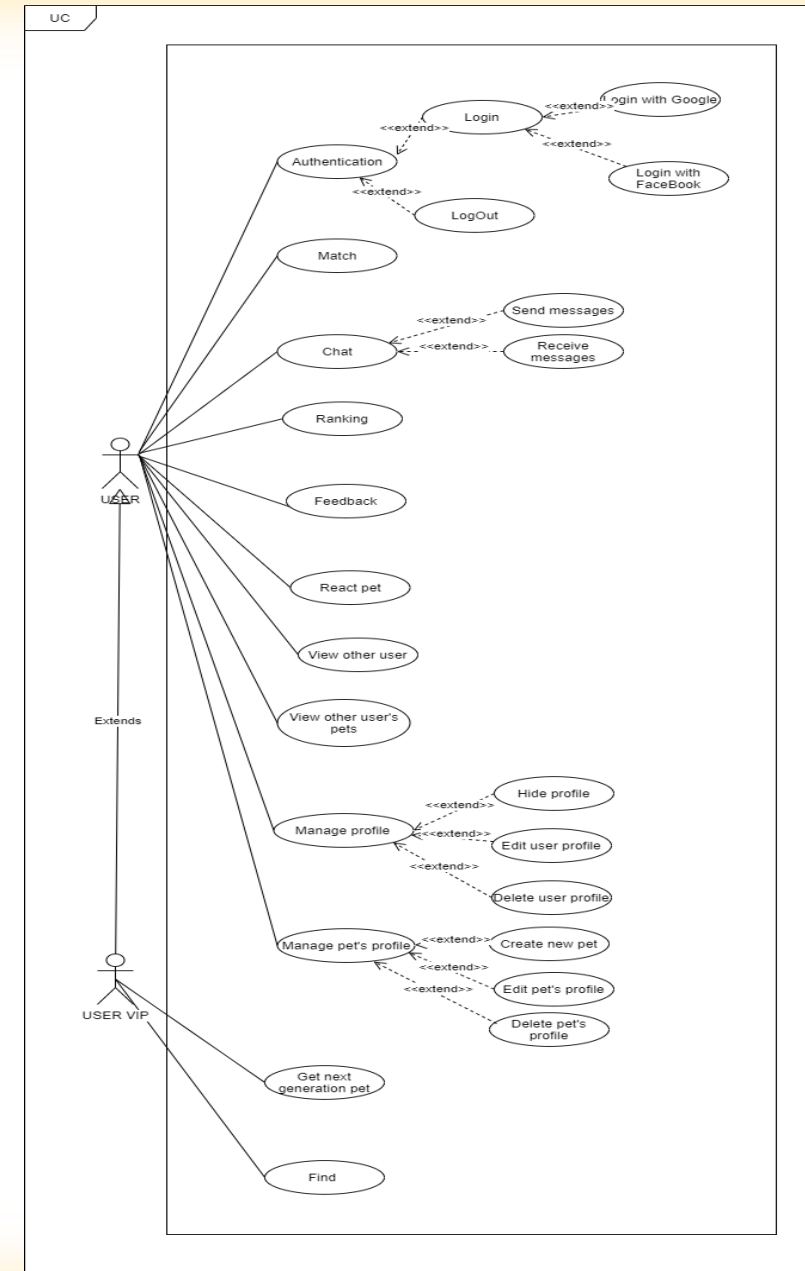 UC
Login with Google
<<extend>>
Login
<<extend>>
<<extend>>
Authentication
Login with
FaceBook
<<extend>>
LogOut
Match
Send messages
<<extend>>
Chat
<<extend>>
Receive
messages
Ranking
USER
Feedback
React pet
View other user
View other user's
pets
Extends
Hide profile
<<extend>>
Manage profile
<<extend>>
Edit user profile
<<extend>>
Delete user profile
Manage pet's profile
<<extend>>
Create new pet
<<extend>>
Edit pet's profile
<<extend>>
Delete pet's
profile
USER VIP
Get next
generation pet
Find